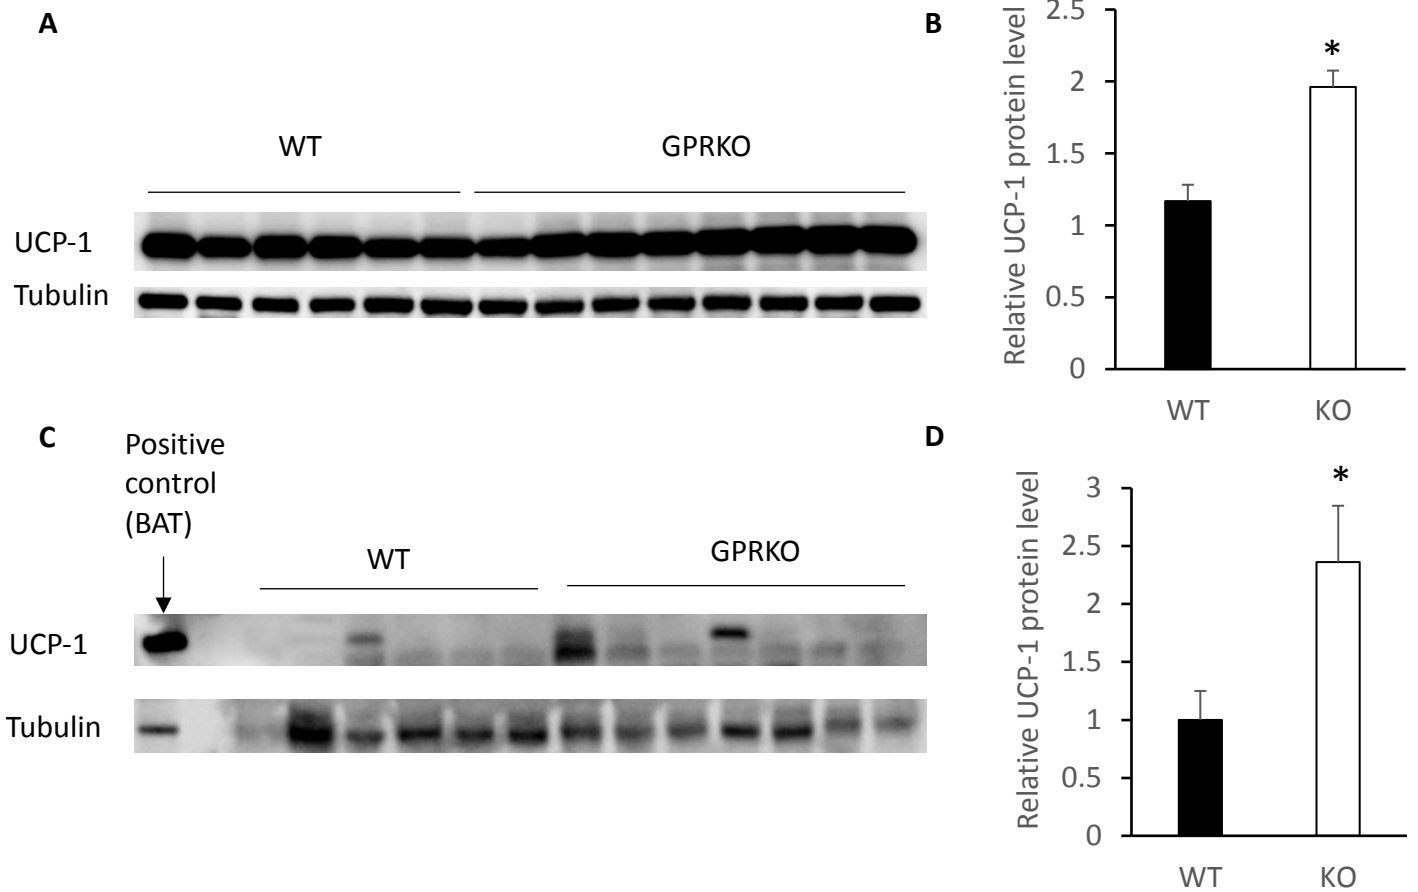 A
WT
GPRKO
UCP-1
Tubulin
B
Relative UCP-1 protein level
2.5
2
1.5
1
0.5
0
*
WT
KO
C
Positive
control
(BAT)
WT
GPRKO
UCP-1
Tubulin
D
Relative UCP-1 protein level
3
2.5
2
1.5
1
0.5
0
*
WT
KO